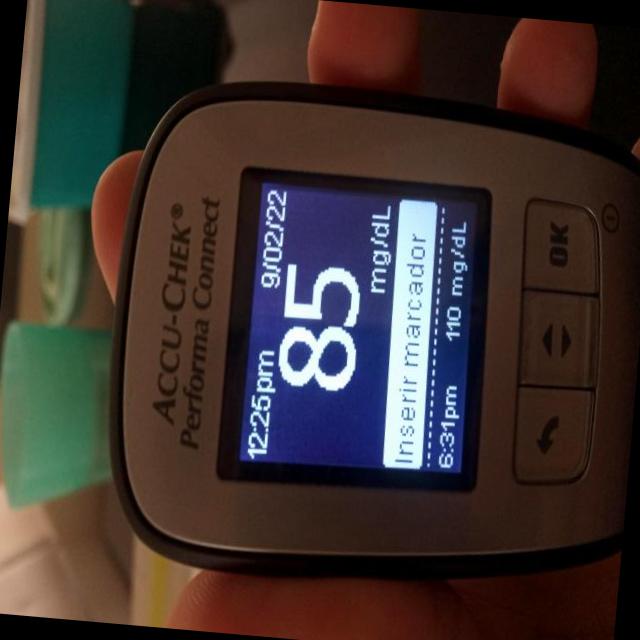 ACCU-CHEK®
Performa Connect
12:25pm 9/02/22
85
mg/dL
Inserir marcador
6:31pm 110 mg/dL
OK